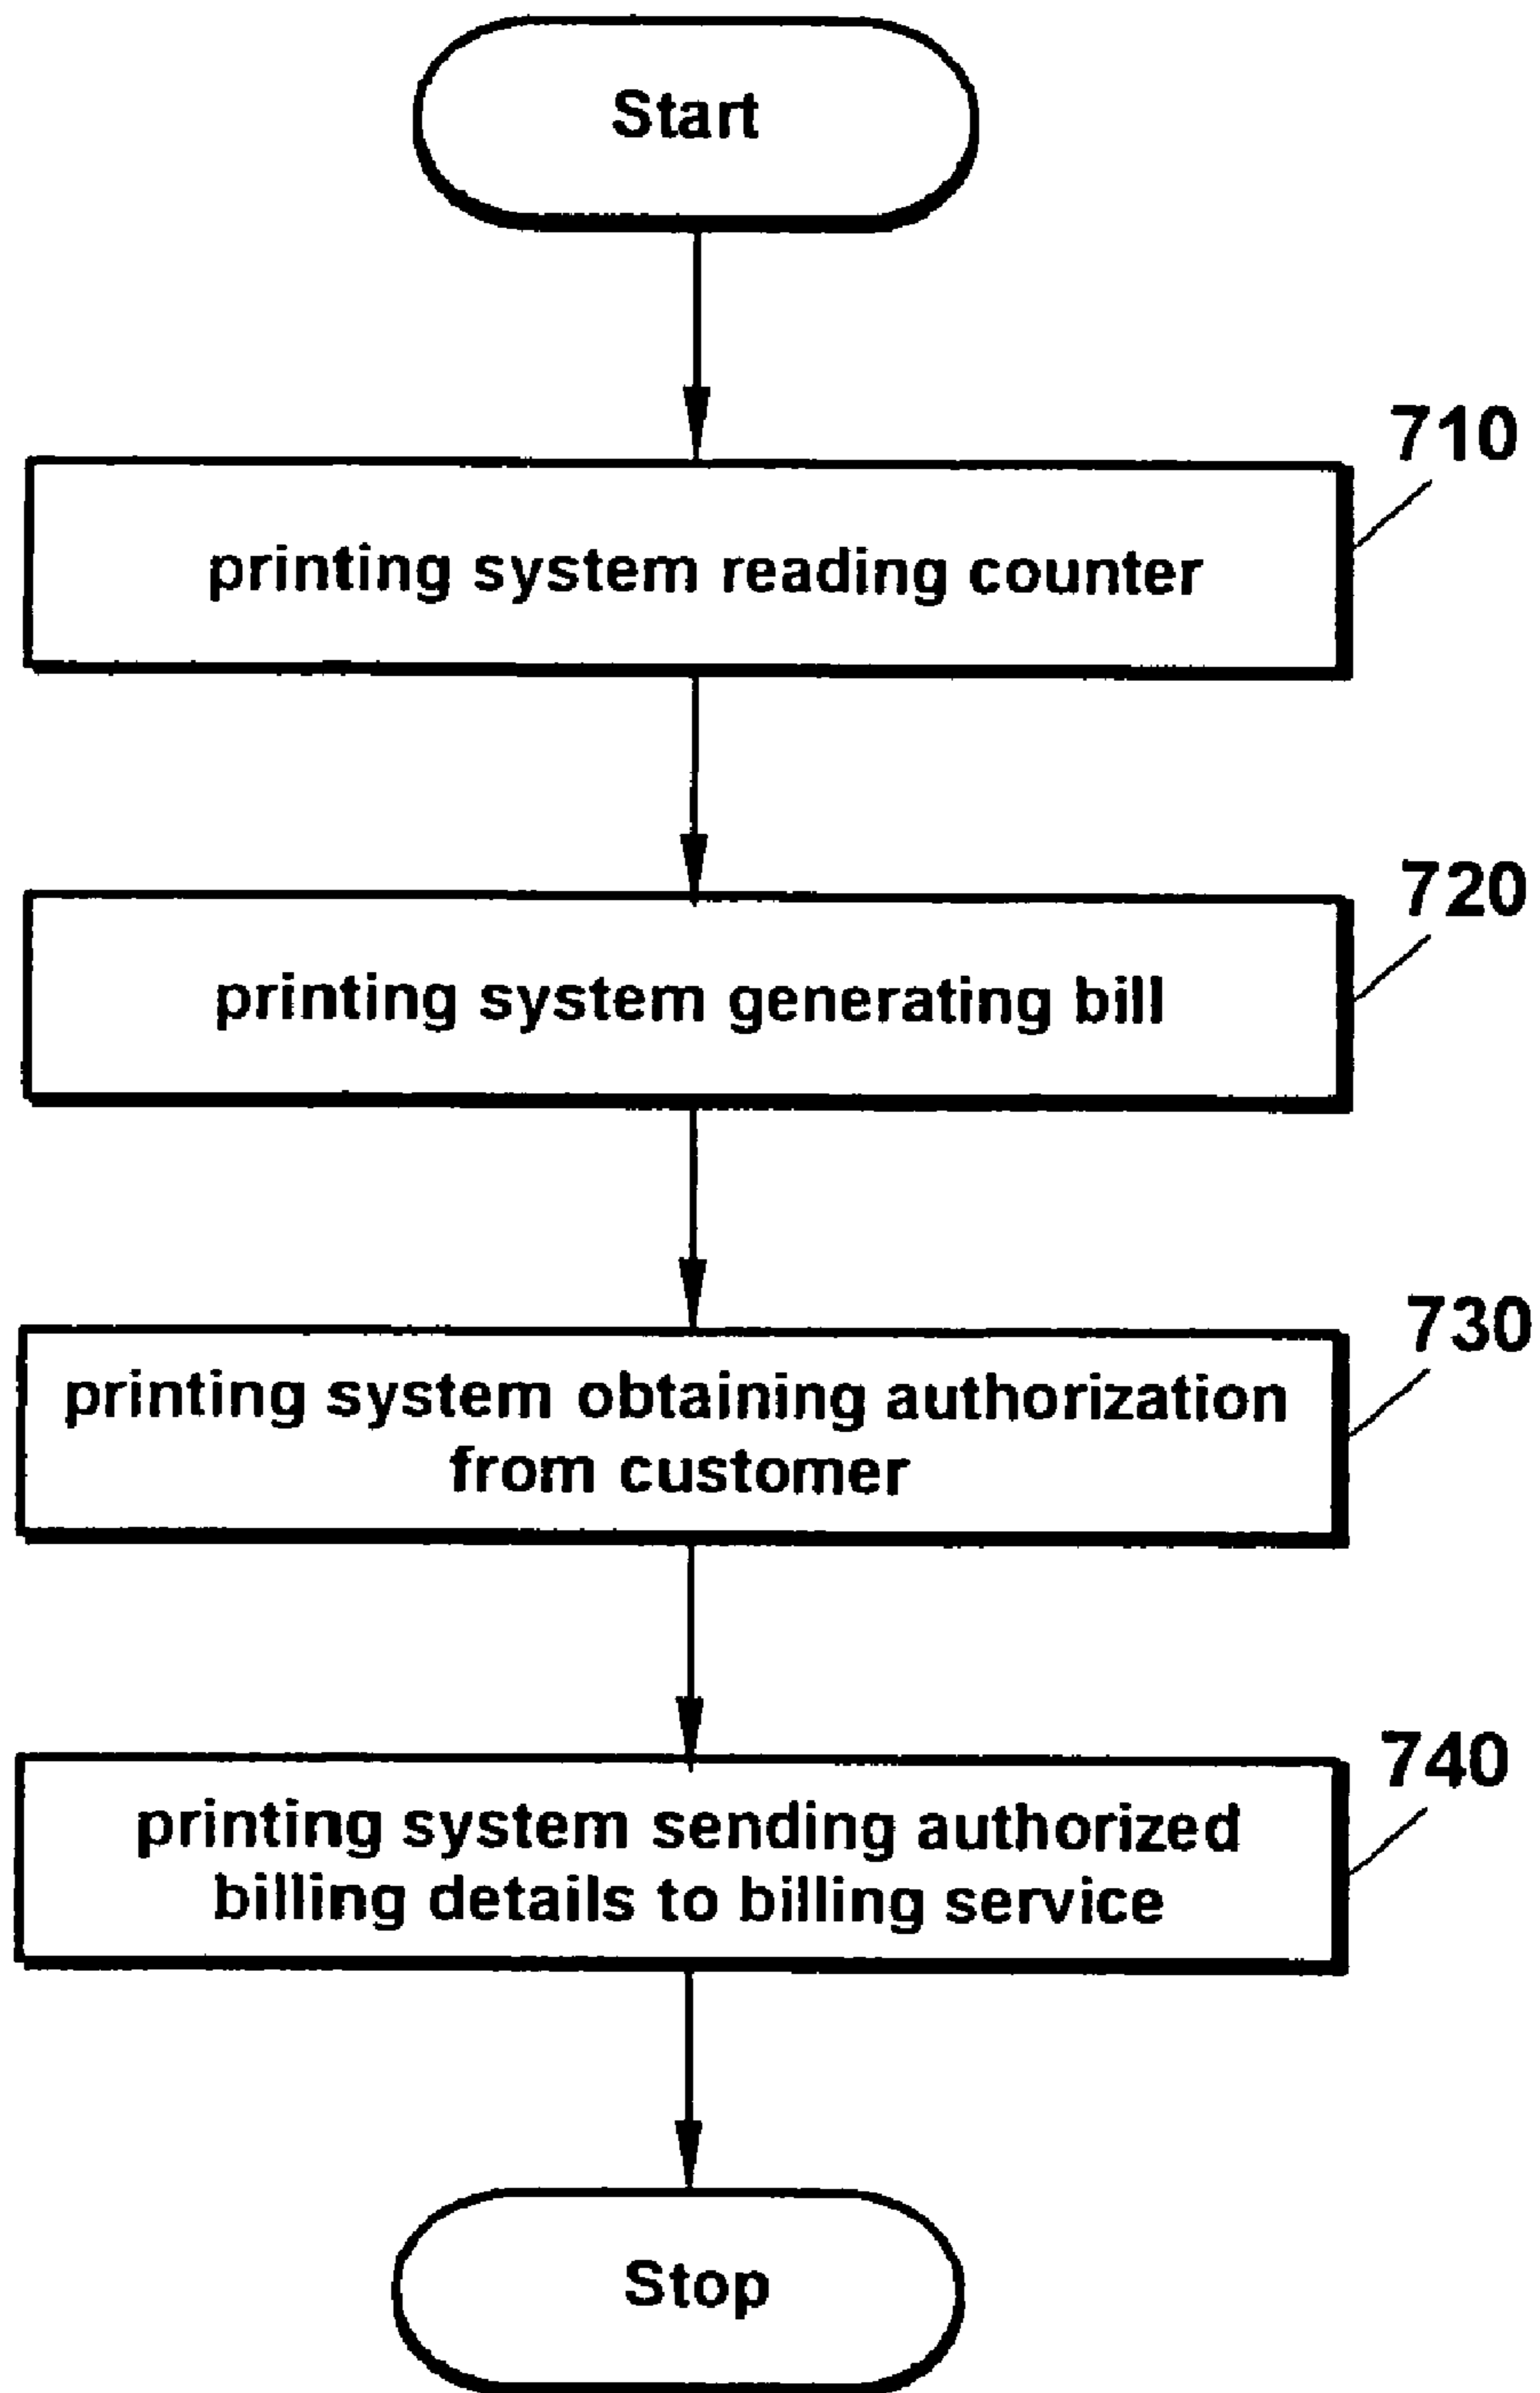 Start
710
printing system reading counter
720
printing system generating bill
730
printing system obtaining authorization
from customer
740
printing system sending authorized
billing details to billing service
Stop